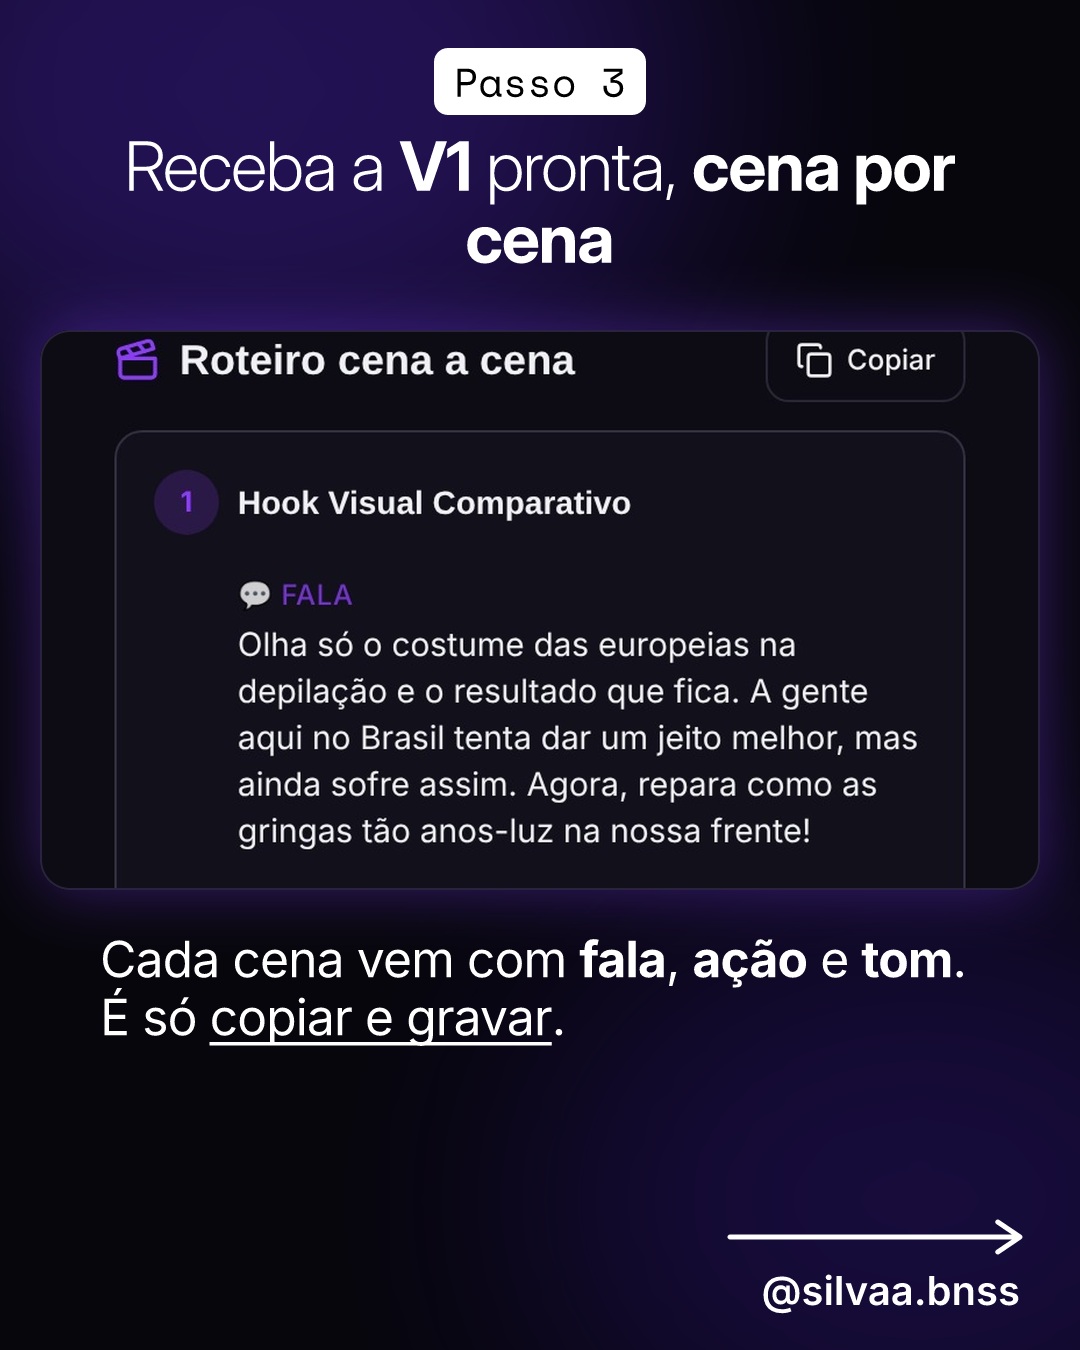 Passo 3
Receba a V1 pronta, cena por
cena
Roteiro cena a cena
Copiar
1
Hook Visual Comparativo
💬 FALA
Olha só o costume das europeias na
depilação e o resultado que fica. A gente
aqui no Brasil tenta dar um jeito melhor, mas
ainda sofre assim. Agora, repara como as
gringas tão anos-luz na nossa frente!
Cada cena vem com fala, ação e tom.
É só copiar e gravar.
@silvaa.bnss